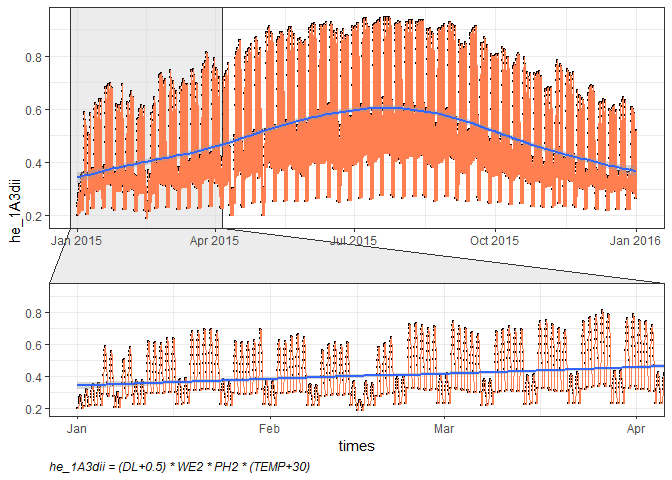 0.8
0.6
0.4
0.2
he_1A3dii
Jan 2015
Apr 2015
Jul 2015
Oct 2015
Jan 2016
0.8
0.6
0.4
0.2
Jan
Feb
Mar
Apr
times
he_1A3dii = (DL+0.5) * WE2 * PH2 * (TEMP+30)